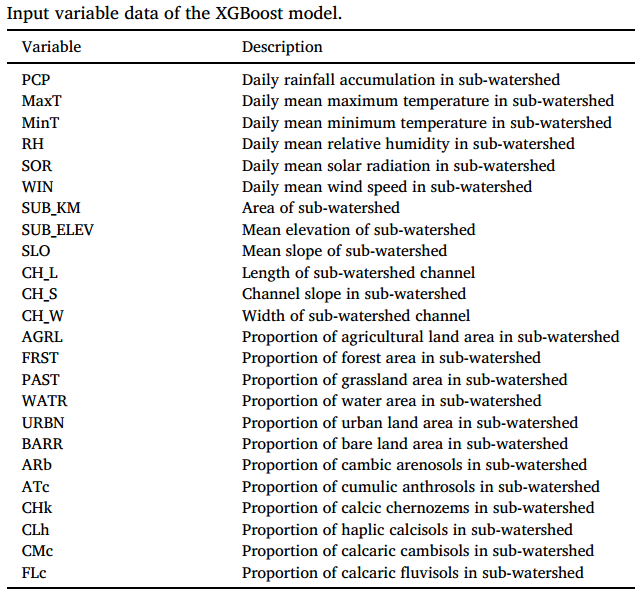 Input variable data of the XGBoost model.
Variable Description
PCP Daily rainfall accumulation in sub-watershed
MaxT Daily mean maximum temperature in sub-watershed
MinT Daily mean minimum temperature in sub-watershed
RH Daily mean relative humidity in sub-watershed
SOR Daily mean solar radiation in sub-watershed
WIN Daily mean wind speed in sub-watershed
SUB_KM Area of sub-watershed
SUB_ELEV Mean elevation of sub-watershed
SLO Mean slope of sub-watershed
CH_L Length of sub-watershed channel
CH_S Channel slope in sub-watershed
CH_W Width of sub-watershed channel
AGRL Proportion of agricultural land area in sub-watershed
FRST Proportion of forest area in sub-watershed
PAST Proportion of grassland area in sub-watershed
WATR Proportion of water area in sub-watershed
URBN Proportion of urban land area in sub-watershed
BARR Proportion of bare land area in sub-watershed
ARb Proportion of cambic arenosols in sub-watershed
ATc Proportion of cumulic anthrosols in sub-watershed
CHk Proportion of calcic chernozems in sub-watershed
CLh Proportion of haplic calcisols in sub-watershed
CMc Proportion of calcaric cambisols in sub-watershed
FLc Proportion of calcaric fluvisols in sub-watershed